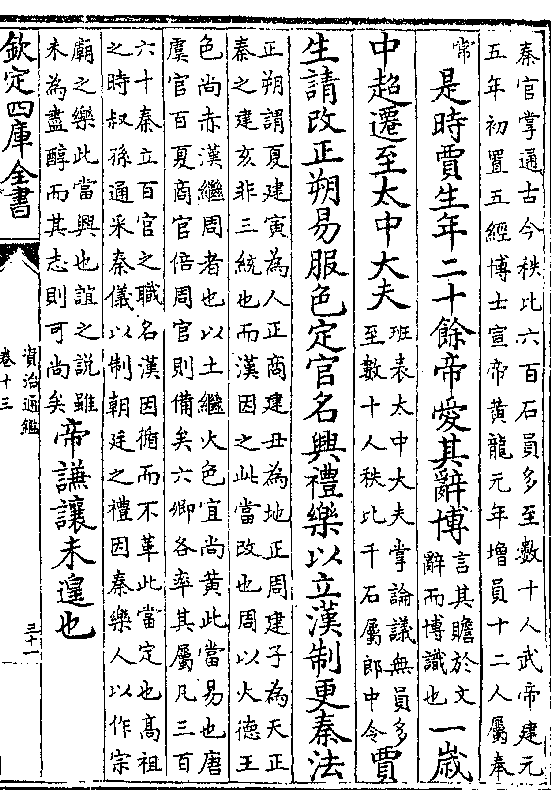 秦官掌通古今秩比六百石員多至數十人武帝建元
五年初置五經博士宣帝黃龍元年增員十二人屬奉
常
是時賈生年二十餘帝愛其辭博
言其贍於文
辭而博識也
一歳
中超遷至太中大夫
班表太中大夫掌論議無員多
至數十人秩比千石屬郎中令
賈
生請改正朔易服色定官名興禮樂以立漢制更秦法
正朔謂夏建寅為人正商建丑為地正周建子為天正
秦之建亥非三統也而漢因之此當改也周以火德王
色尚赤漢繼周者也以土繼火色宜尚黃此當易也唐
虞官百夏商官倍周官則備矣六卿各率其屬凡三百
六十秦立百官之職名漢因循而不革此當定也髙祖
之時叔孫通采秦儀以制朝廷之禮因秦樂人以作宗
廟之樂此當興也誼之說雖
未為盡醇而其志則可尚矣
帝謙讓未遑也
欽定四庫全書
資治通鑑
卷十三
三十一